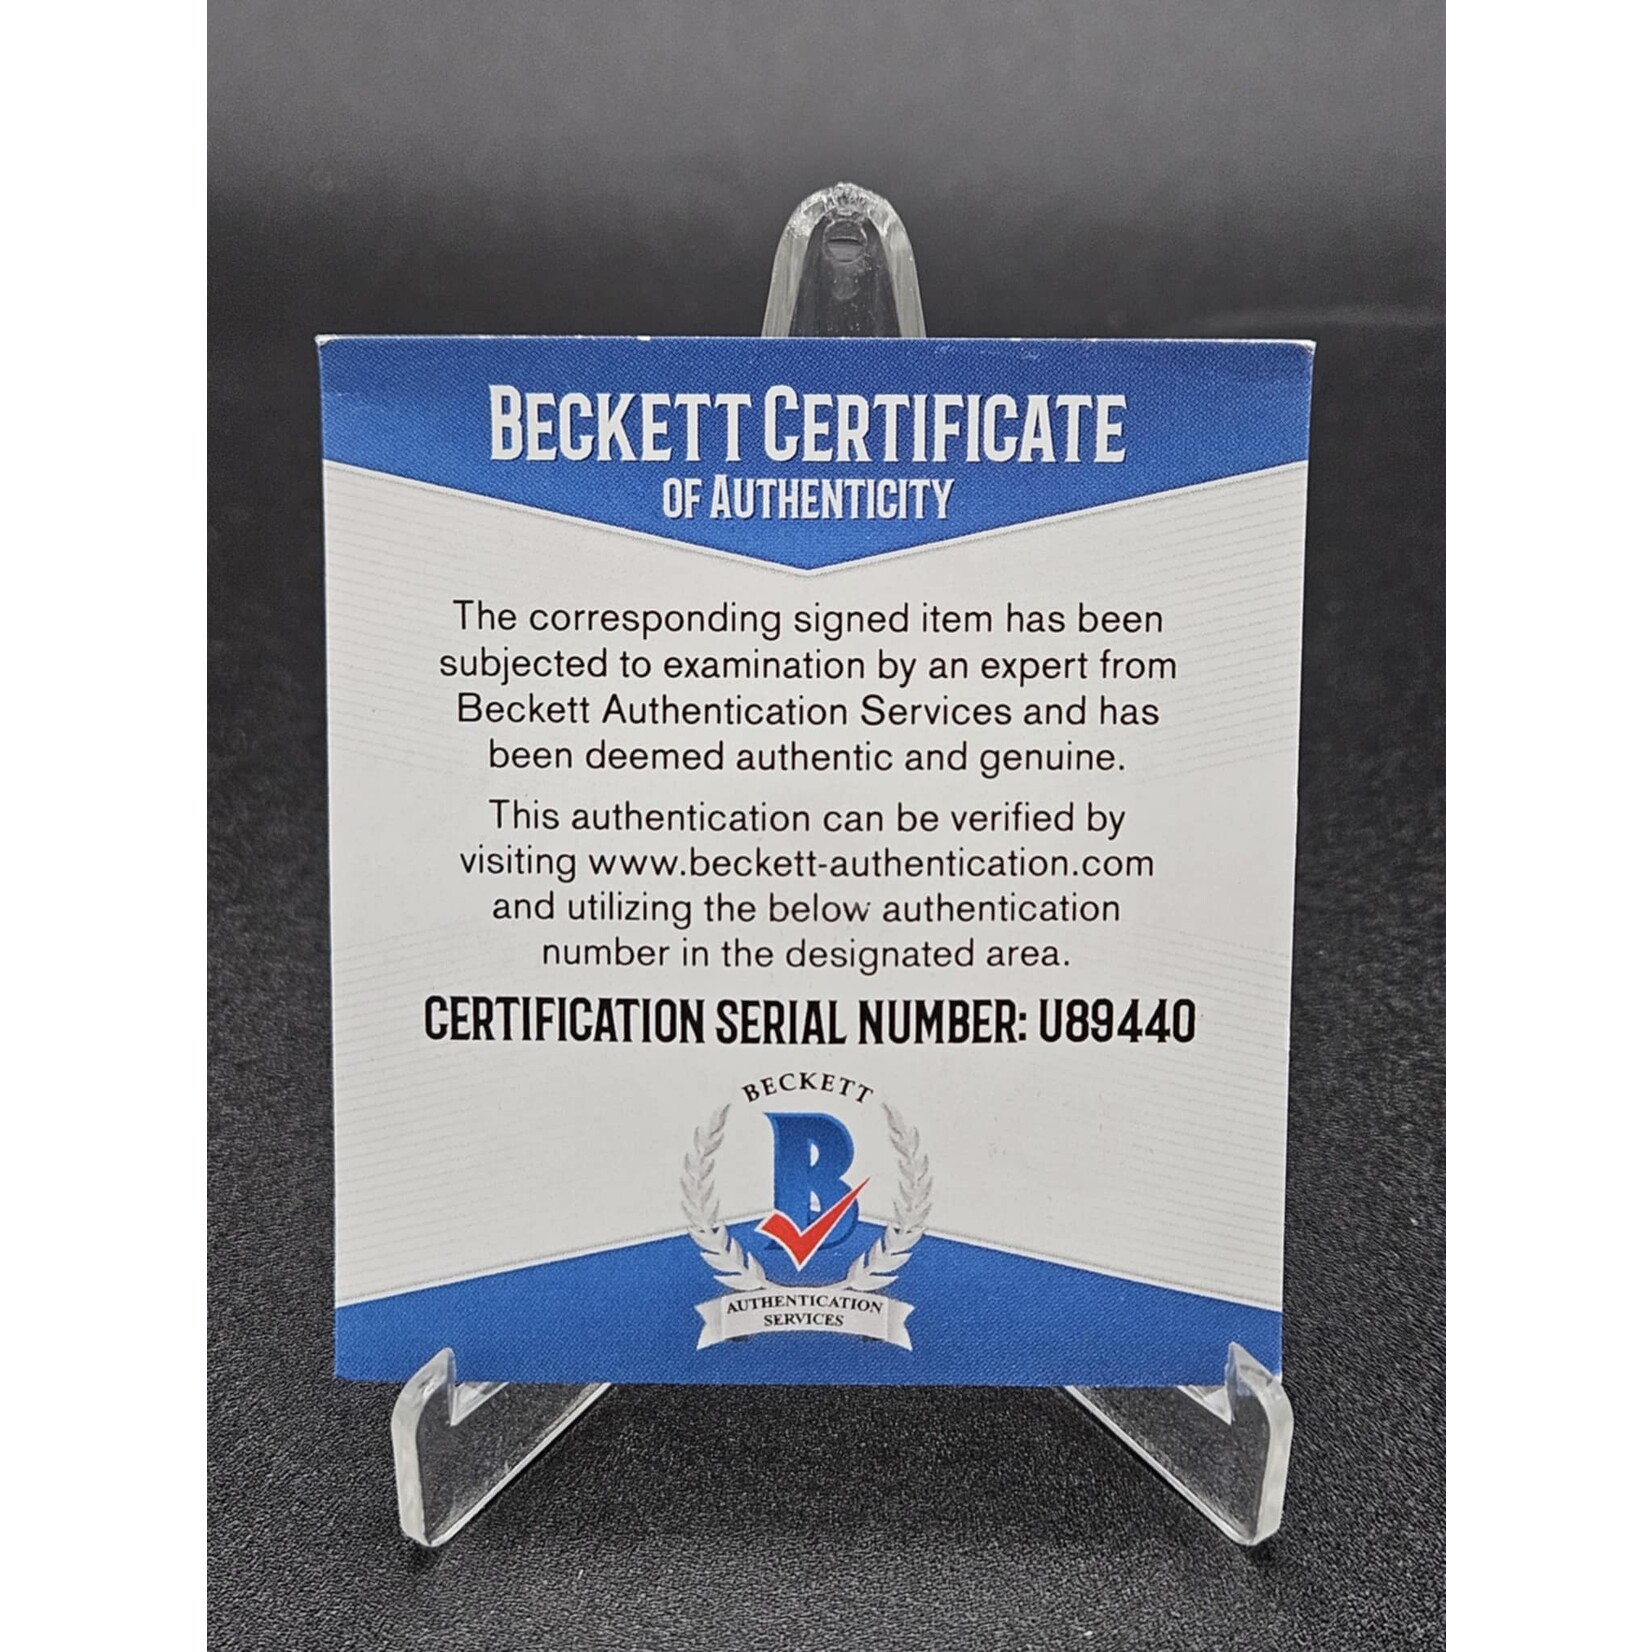 BECKETT CERTIFICATE
OF AUTHENTICITY
The corresponding signed item has been
subjected to examination by an expert from
Beckett Authentication Services and has
been deemed authentic and genuine.
This authentication can be verified by
visiting www.beckett-authentication.com
and utilizing the below authentication
number in the designated area.
CERTIFICATION SERIAL NUMBER: U89440
BECKETT
B
AUTHENTICATION
SERVICES